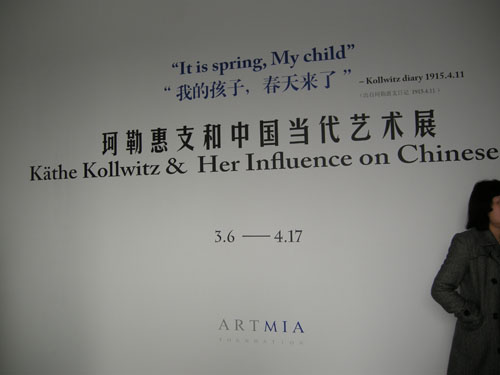 “It is spring, My child”
“我的孩子，春天来了” – Kollwitz diary 1915.4.11
珂勒惠支和中国当代艺术展
Käthe Kollwitz & Her Influence on Chinese
3.6 — 4.17
ARTMIA
FOUNDATION